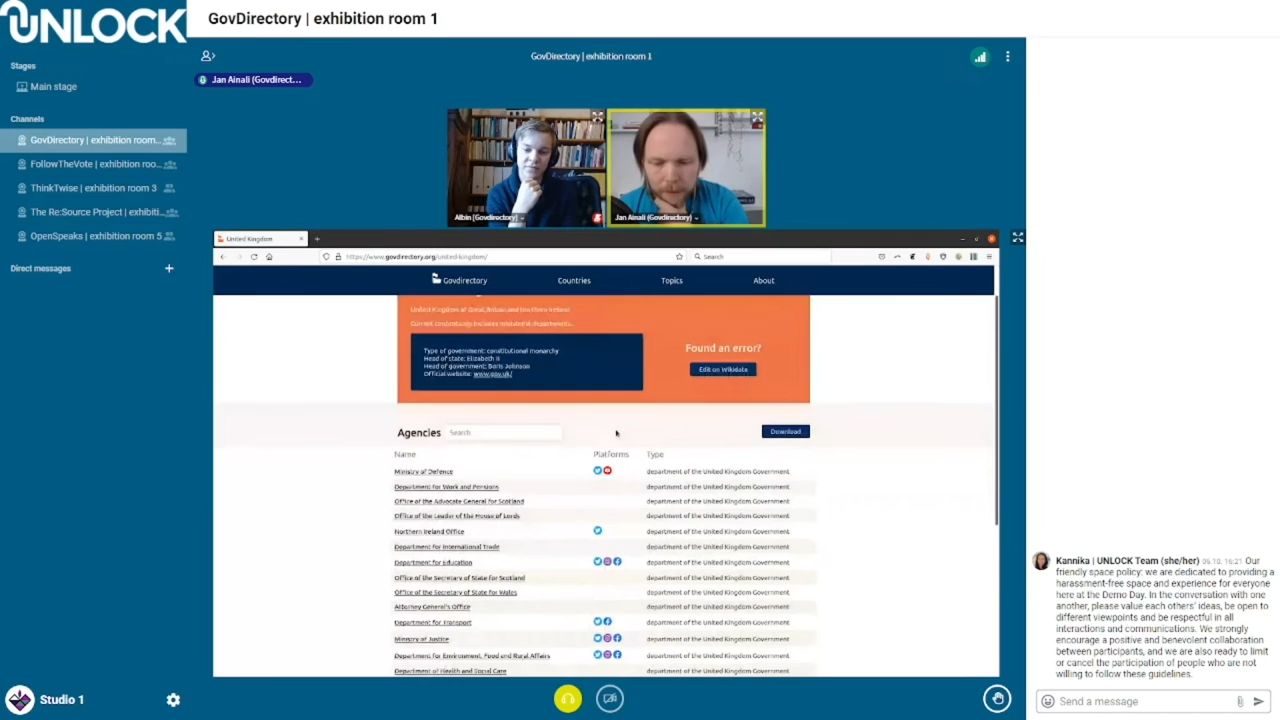 UNLOCK
GovDirectory | exhibition room 1
Stages
Main stage
Channels
GovDirectory | exhibition room...
FollowTheVote | exhibition roo...
ThinkTwise | exhibition room 3
The Re:Source Project | exhibiti...
OpenSpeaks | exhibition room 5
Direct messages
+
Studio 1
GovDirectory | exhibition room 1
Jan Ainali (Govdirect...
Albin (Govdirectory)
Jan Ainali (Govdirectory)
United Kingdom
https://www.govdirectory.org/united-kingdom/
Search
Govdirectory Countries Topics About
United Kingdom of Great Britain and Northern Ireland
Type of government: constitutional monarchy
Head of state: Elizabeth II
Head of government: Boris Johnson
Official website: www.gov.uk/
Found an error?
Edit on Wikidata
Agencies Search Download
Name Platforms Type
Ministry of Defence department of the United Kingdom Government
Department for Work and Pensions department of the United Kingdom Government
Office of the Advocate General for Scotland department of the United Kingdom Government
Office of the Leader of the House of Lords department of the United Kingdom Government
Northern Ireland Office department of the United Kingdom Government
Department for International Trade department of the United Kingdom Government
Department for Education department of the United Kingdom Government
Office of the Secretary of State for Scotland department of the United Kingdom Government
Office of the Secretary of State for Wales department of the United Kingdom Government
Attorney General's Office department of the United Kingdom Government
Department for Transport department of the United Kingdom Government
Ministry of Justice department of the United Kingdom Government
Department for Environment, Food and Rural Affairs department of the United Kingdom Government
Department of Health and Social Care department of the United Kingdom Government
Kannika | UNLOCK Team (she/her) 16:21 Our
friendly space policy: we are dedicated to providing a
harassment-free space and experience for everyone
here at the Demo Day. In the conversation with one
another, please value each others' ideas, be open to
different viewpoints and be respectful in all
interactions and communications. We strongly
encourage a positive and benevolent collaboration
between participants, and we are also ready to limit
or cancel the participation of people who are not
willing to follow these guidelines.
Send a message